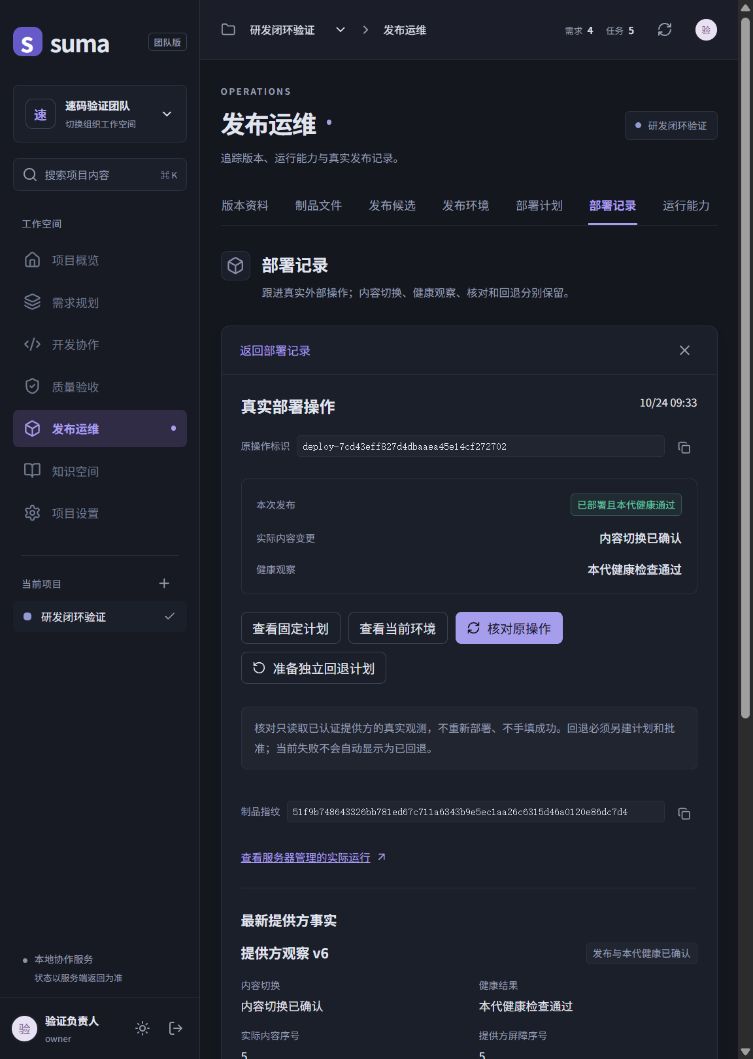 suma
团队版
速
速码验证团队
切换组织工作空间
搜索项目内容
⌘K
工作空间
项目概览
需求规划
开发协作
质量验收
发布运维
知识空间
项目设置
当前项目
研发闭环验证
本地协作服务
状态以服务端返回为准
验
验证负责人
owner
研发闭环验证
发布运维
需求 4
任务 5
验
OPERATIONS
发布运维
研发闭环验证
追踪版本、运行能力与真实发布记录。
版本资料
制品文件
发布候选
发布环境
部署计划
部署记录
运行能力
部署记录
跟进真实外部操作；内容切换、健康观察、核对和回退分别保留。
返回部署记录
真实部署操作
10/24 09:33
原操作标识
deploy-7cd43eff827d4dbaaea45e14cf272702
本次发布
已部署且本代健康通过
实际内容变更
内容切换已确认
健康观察
本代健康检查通过
查看固定计划
查看当前环境
核对原操作
准备独立回退计划
核对只读取已认证提供方的真实观测，不重新部署、不手填成功。回退必须另建计划和批
准；当前失败不会自动显示为已回退。
制品指纹
51f9b748643326bb781ed67c711a6343b9e5ec1aa26c6315d46a0120e86dc7d4
查看服务器管理的实际运行
最新提供方事实
提供方观察 v6
发布与本代健康已确认
内容切换
健康结果
内容切换已确认
本代健康检查通过
实际内容序号
提供方屏障序号
5
5